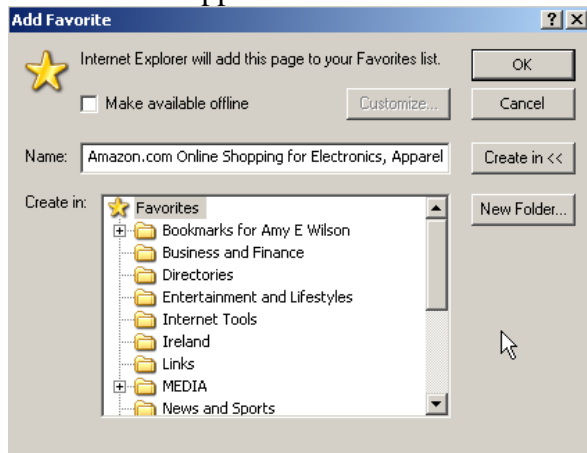 Add Favorite
Internet Explorer will add this page to your Favorites list.
OK
Make available offline
Customize...
Cancel
Name: Amazon.com Online Shopping for Electronics, Apparel
Create in <<
Create in:
Favorites
New Folder...
Bookmarks for Amy E Wilson
Business and Finance
Directories
Entertainment and Lifestyles
Internet Tools
Ireland
Links
MEDIA
News and Sports